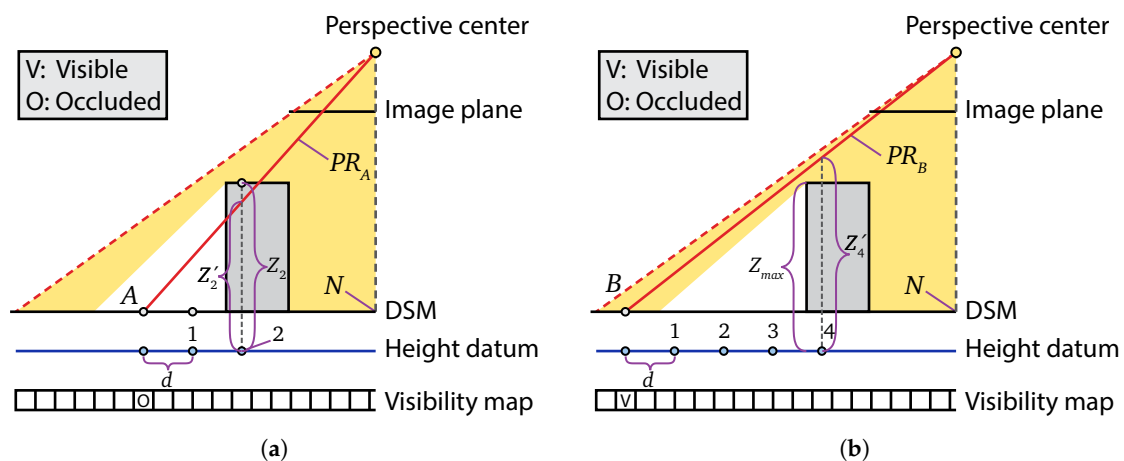 Perspective center
V: Visible
O: Occluded
Image plane
PR_A
Z_2′
Z_2
A
N
DSM
1
2
Height datum
d
O
Visibility map
(a)
Perspective center
V: Visible
O: Occluded
Image plane
PR_B
Z_4′
Z_max
B
N
DSM
1 2 3 4
Height datum
d
V
Visibility map
(b)